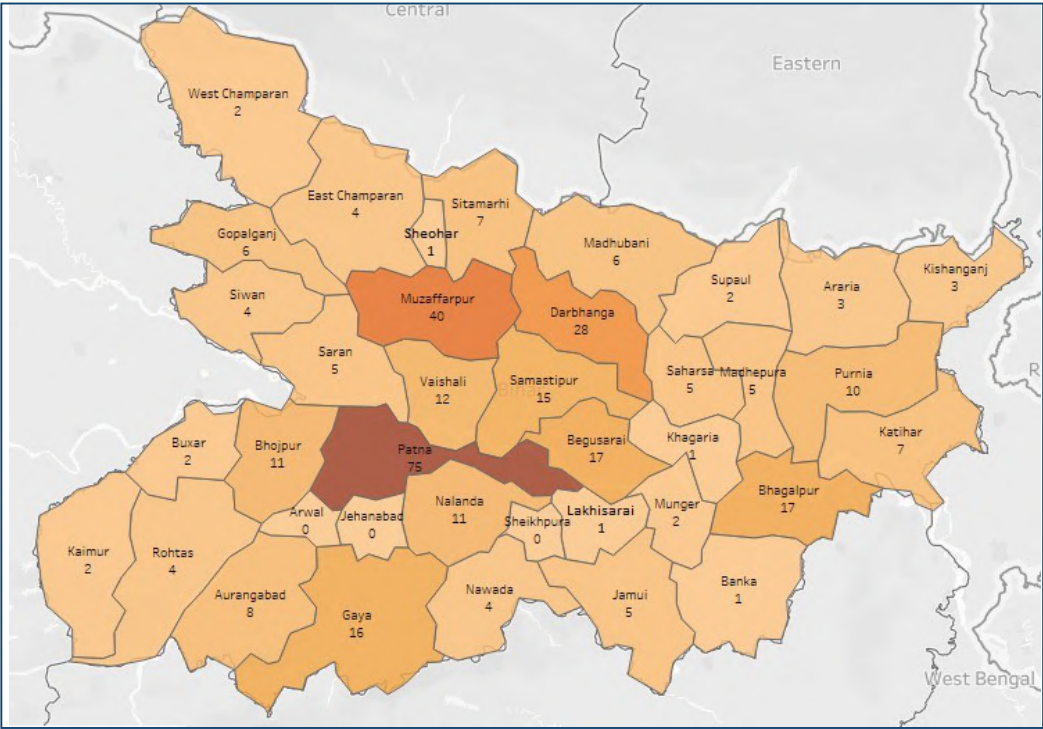 Central
Eastern
West Champaran
2
East Champaran
4
Sheohar
1
Sitamarhi
7
Gopalganj
6
Madhubani
6
Siwan
4
Muzaffarpur
40
Darbhanga
28
Supaul
2
Araria
3
Kishanganj
3
Saran
5
Vaishali
12
Samastipur
15
Saharsa
5
Madhepura
5
Purnia
10
Katihar
7
Buxar
2
Bhojpur
11
Patna
75
Begusarai
17
Khagaria
1
Bhagalpur
17
Arwal
0
Jehanabad
0
Nalanda
11
Sheikhpura
0
Lakhisarai
1
Munger
2
Kaimur
2
Rohtas
4
Aurangabad
8
Gaya
16
Nawada
4
Jamui
5
Banka
1
West Bengal